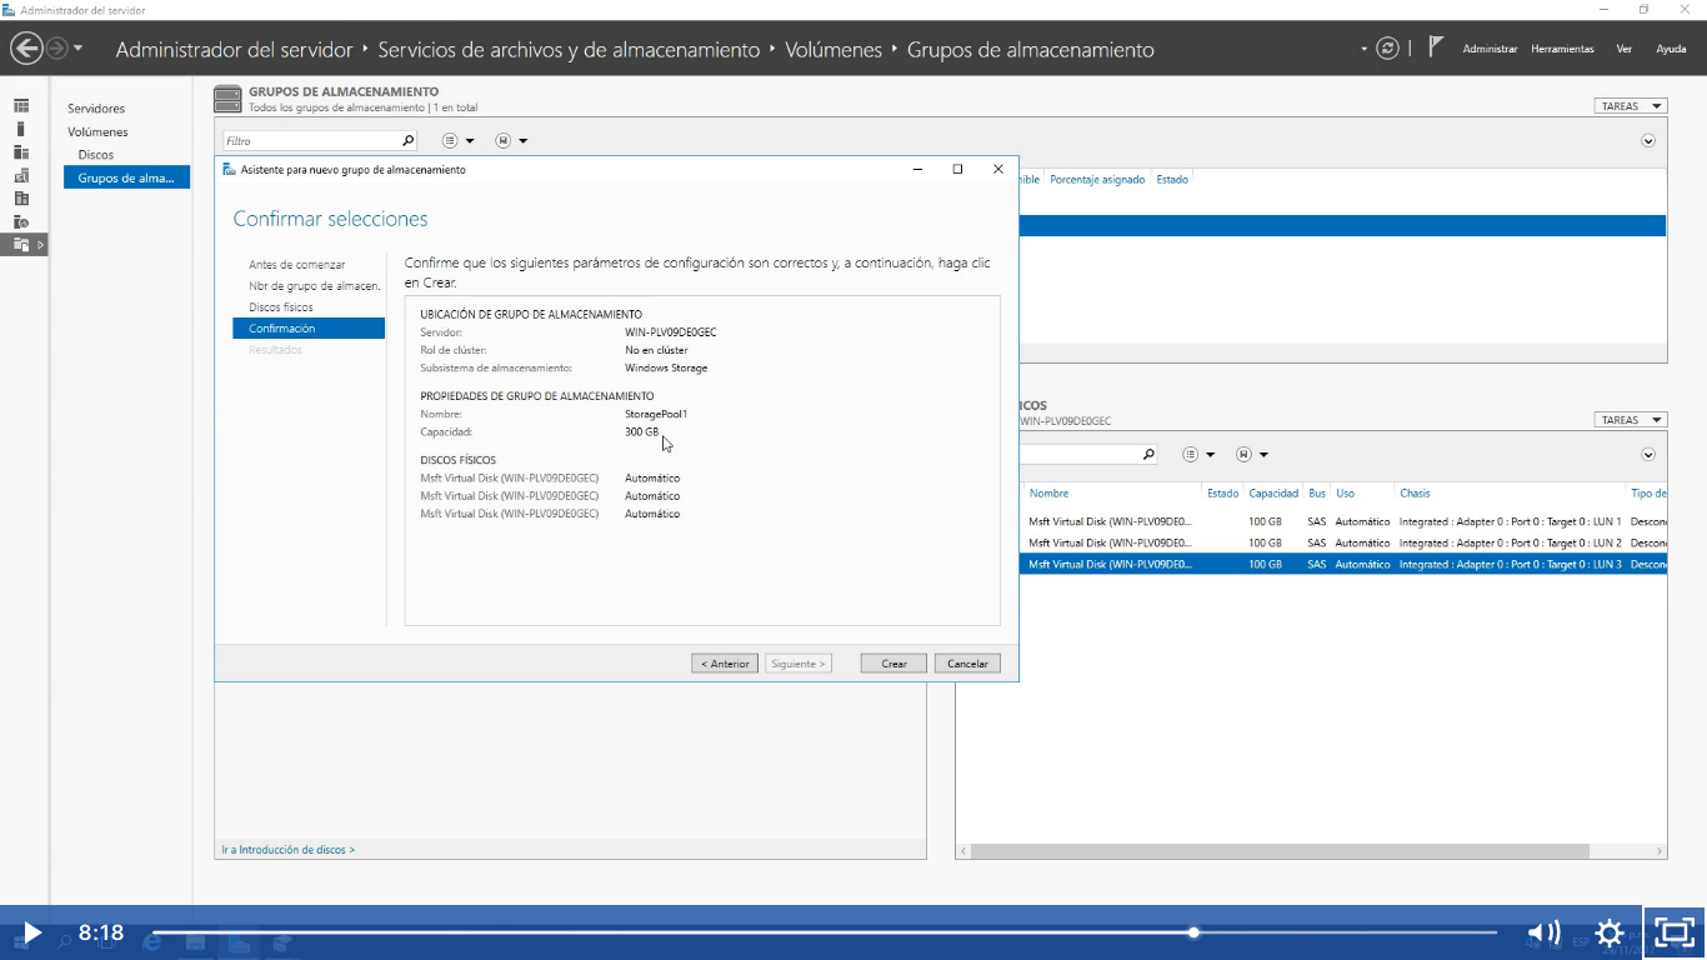 Administrador del servidor
Administrador del servidor ‣ Servicios de archivos y de almacenamiento ‣ Volúmenes ‣ Grupos de almacenamiento
Administrar Herramientas Ver Ayuda
Servidores
Volúmenes
Discos
Grupos de alma...
GRUPOS DE ALMACENAMIENTO
Todos los grupos de almacenamiento | 1 en total
TAREAS
Filtro
nible Porcentaje asignado Estado
Asistente para nuevo grupo de almacenamiento
Confirmar selecciones
Antes de comenzar
Nbr de grupo de almacen.
Discos físicos
Confirmación
Resultados
Confirme que los siguientes parámetros de configuración son correctos y, a continuación, haga clic
en Crear.
UBICACIÓN DE GRUPO DE ALMACENAMIENTO
Servidor: WIN-PLV09DE0GEC
Rol de clúster: No en clúster
Subsistema de almacenamiento: Windows Storage
PROPIEDADES DE GRUPO DE ALMACENAMIENTO
Nombre: StoragePool1
Capacidad: 300 GB
DISCOS FÍSICOS
Msft Virtual Disk (WIN-PLV09DE0GEC) Automático
Msft Virtual Disk (WIN-PLV09DE0GEC) Automático
Msft Virtual Disk (WIN-PLV09DE0GEC) Automático
< Anterior Siguiente > Crear Cancelar
ICOS
WIN-PLV09DE0GEC
TAREAS
Nombre Estado Capacidad Bus Uso Chasis Tipo de
Msft Virtual Disk (WIN-PLV09DE0... 100 GB SAS Automático Integrated : Adapter 0 : Port 0 : Target 0 : LUN 1 Descon
Msft Virtual Disk (WIN-PLV09DE0... 100 GB SAS Automático Integrated : Adapter 0 : Port 0 : Target 0 : LUN 2 Descon
Msft Virtual Disk (WIN-PLV09DE0... 100 GB SAS Automático Integrated : Adapter 0 : Port 0 : Target 0 : LUN 3 Descon
Ir a Introducción de discos >
8:18
ESP